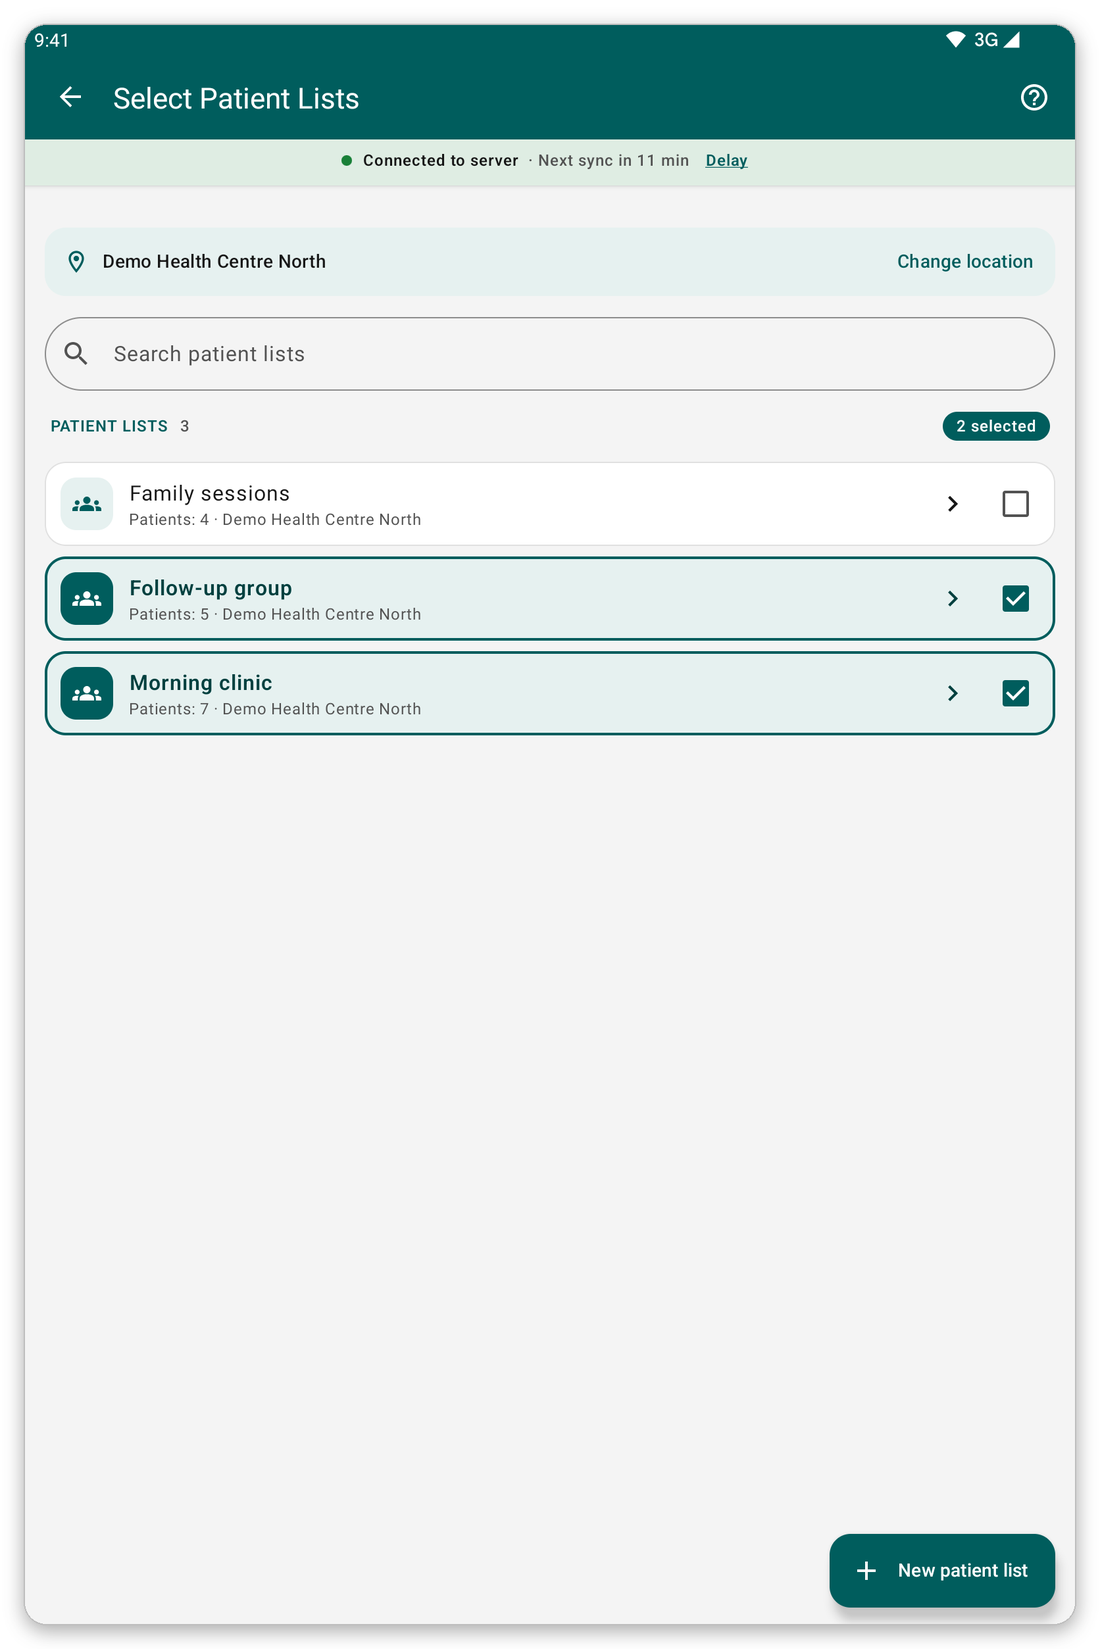 9:41
3G
Select Patient Lists
Connected to server · Next sync in 11 min Delay
Demo Health Centre North
Change location
Search patient lists
PATIENT LISTS 3
2 selected
Family sessions
Patients: 4 · Demo Health Centre North
Follow-up group
Patients: 5 · Demo Health Centre North
Morning clinic
Patients: 7 · Demo Health Centre North
New patient list